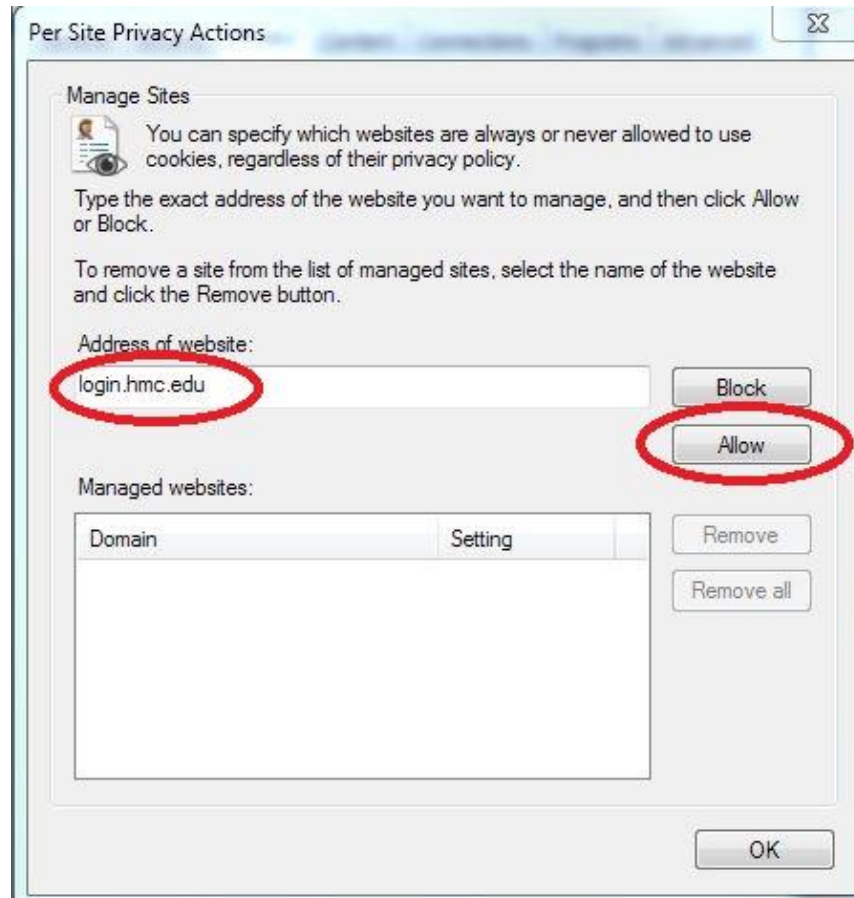 Per Site Privacy Actions
Manage Sites
You can specify which websites are always or never allowed to use
cookies, regardless of their privacy policy.
Type the exact address of the website you want to manage, and then click Allow
or Block.
To remove a site from the list of managed sites, select the name of the website
and click the Remove button.
Address of website:
login.hmc.edu
Block
Allow
Managed websites:
Domain Setting
Remove
Remove all
OK